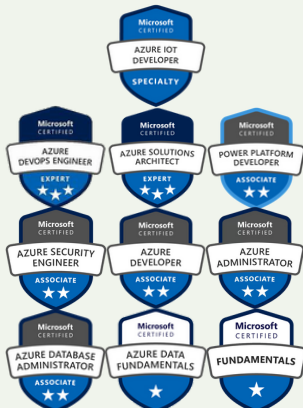 Microsoft
CERTIFIED
AZURE IOT
DEVELOPER
SPECIALTY
Microsoft
CERTIFIED
AZURE
DEVOPS ENGINEER
EXPERT
Microsoft
CERTIFIED
AZURE SOLUTIONS
ARCHITECT
EXPERT
Microsoft
CERTIFIED
POWER PLATFORM
DEVELOPER
ASSOCIATE
Microsoft
CERTIFIED
AZURE SECURITY
ENGINEER
ASSOCIATE
Microsoft
CERTIFIED
AZURE
DEVELOPER
ASSOCIATE
Microsoft
CERTIFIED
AZURE
ADMINISTRATOR
ASSOCIATE
Microsoft
CERTIFIED
AZURE DATABASE
ADMINISTRATOR
ASSOCIATE
Microsoft
CERTIFIED
AZURE DATA
FUNDAMENTALS
Microsoft
CERTIFIED
FUNDAMENTALS